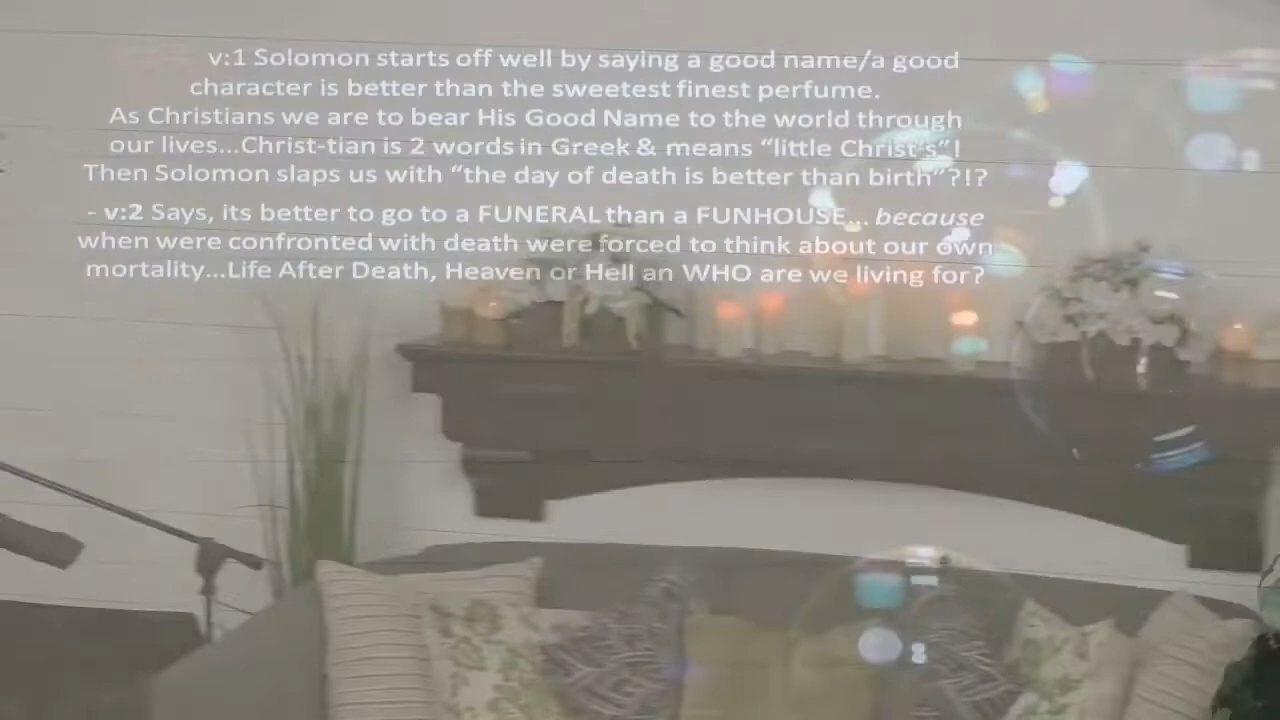 v:1 Solomon starts off well by saying a good name/a good
character is better than the sweetest finest perfume.
As Christians we are to bear His Good Name to the world through
our lives...Christ-tian is 2 words in Greek & means “little Christ's”!
Then Solomon slaps us with “the day of death is better than birth”?!?
- v:2 Says, its better to go to a FUNERAL than a FUNHOUSE... because
when were confronted with death were forced to think about our own
mortality...Life After Death, Heaven or Hell an WHO are we living for?